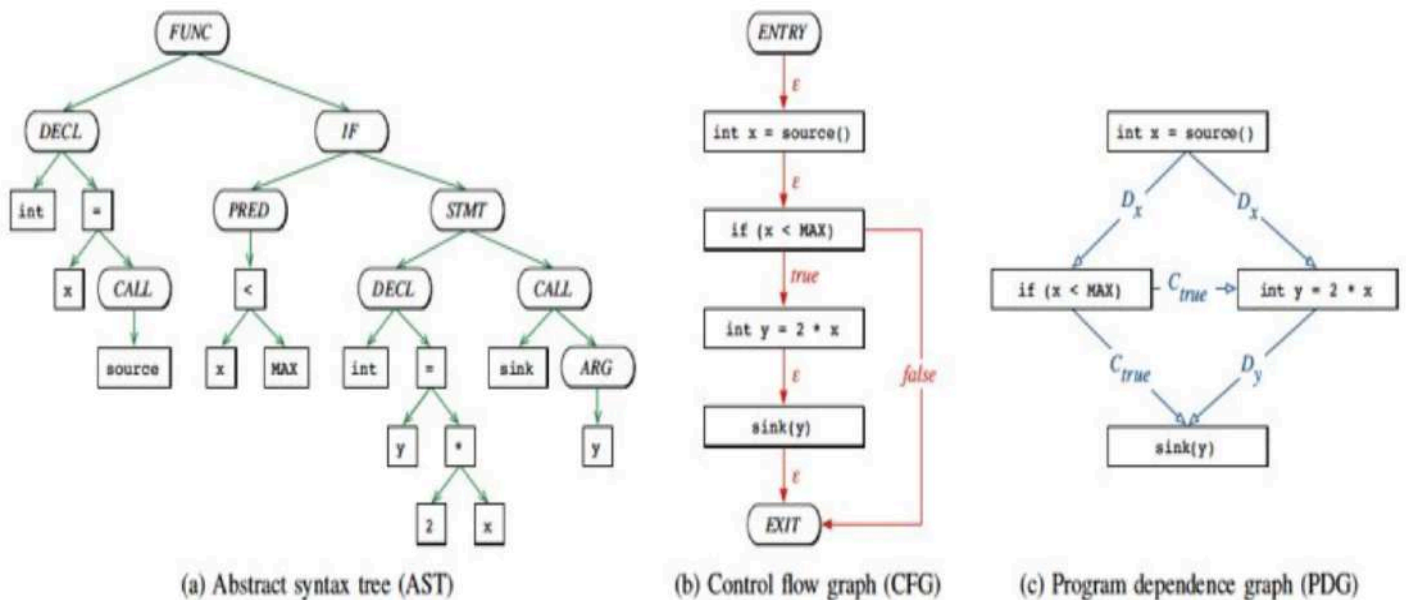 FUNC
DECL
IF
int
=
PRED
STMT
x
CALL
<
DECL
CALL
source
x
MAX
int
=
sink
ARG
y
*
y
2
x
(a) Abstract syntax tree (AST)
ENTRY
ε
int x = source()
ε
if (x < MAX)
true
int y = 2 * x
false
ε
sink(y)
ε
EXIT
(b) Control flow graph (CFG)
int x = source()
Dx
Dx
if (x < MAX)
Ctrue
int y = 2 * x
Ctrue
Dy
sink(y)
(c) Program dependence graph (PDG)